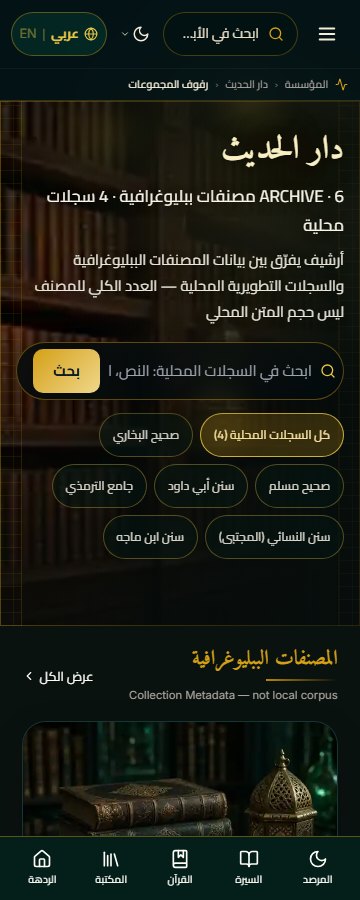 ابحث في الأبـ...
عربي | EN
المؤسسة › دار الحديث › رفوف المجموعات
دار الحديث
ARCHIVE · 6 مصنفات ببليوغرافية · 4 سجلات
محلية
أرشيف يفرّق بين بيانات المصنفات الببليوغرافية
والسجلات التطويرية المحلية — العدد الكلي للمصنف
ليس حجم المتن المحلي
ابحث في السجلات المحلية: النص، ا
بحث
كل السجلات المحلية (4)
صحيح البخاري
صحيح مسلم
سنن أبي داود
جامع الترمذي
سنن النسائي (المجتبى)
سنن ابن ماجه
المصنفات الببليوغرافية
عرض الكل
Collection Metadata — not local corpus
المرصد
السيرة
القرآن
المكتبة
الردهة